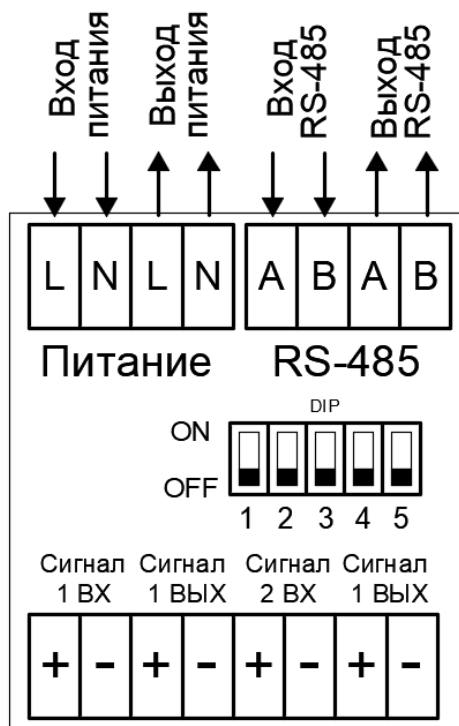 Вход питания
Выход питания
Вход RS-485
Выход RS-485
L N L N A B A B
Питание RS-485
DIP
ON
OFF
1 2 3 4 5
Сигнал Сигнал Сигнал Сигнал
1 ВХ 1 ВЫХ 2 ВХ 1 ВЫХ
+ - + - + - + -